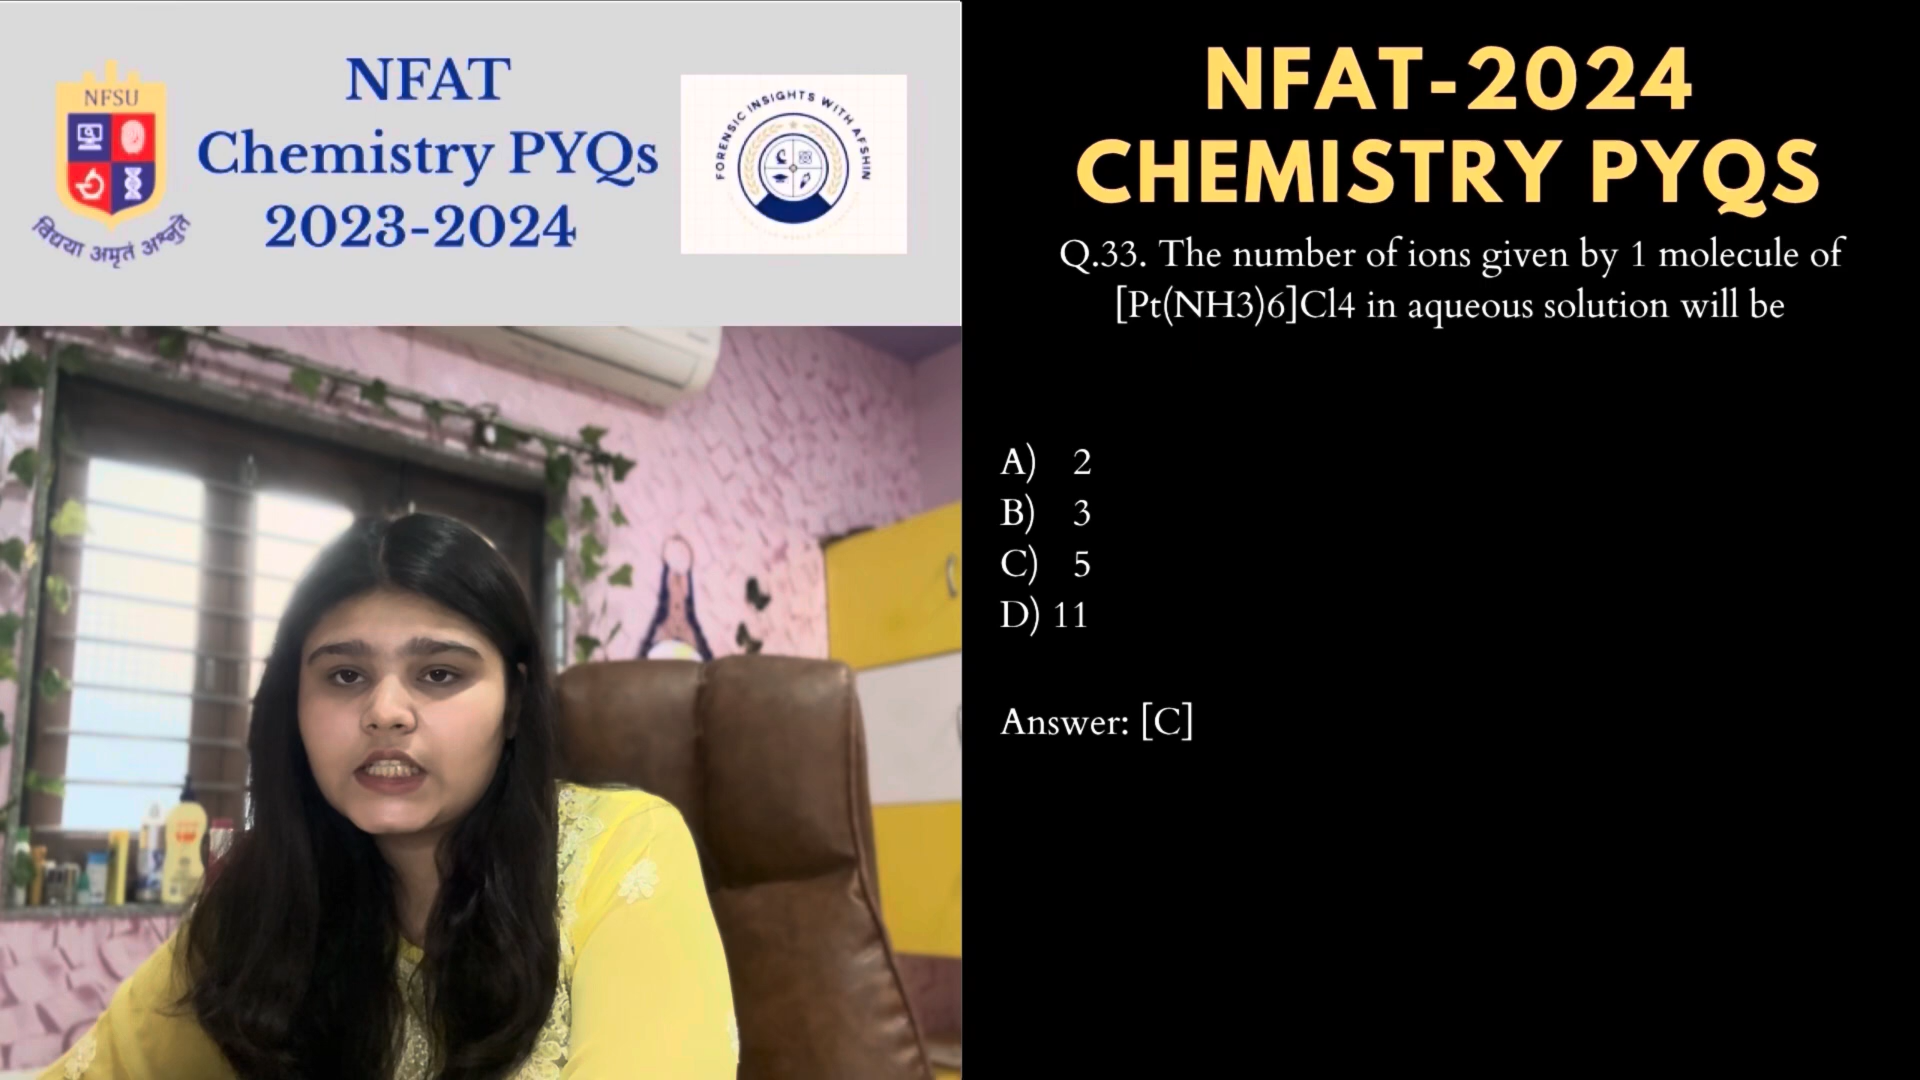 NFSU
विद्यया अमृतं अश्नुते
NFAT
Chemistry PYQs
2023-2024
FORENSIC INSIGHTS WITH AFSHIN
NFAT-2024
CHEMISTRY PYQS
Q.33. The number of ions given by 1 molecule of
[Pt(NH3)6]Cl4 in aqueous solution will be
A) 2
B) 3
C) 5
D) 11
Answer: [C]